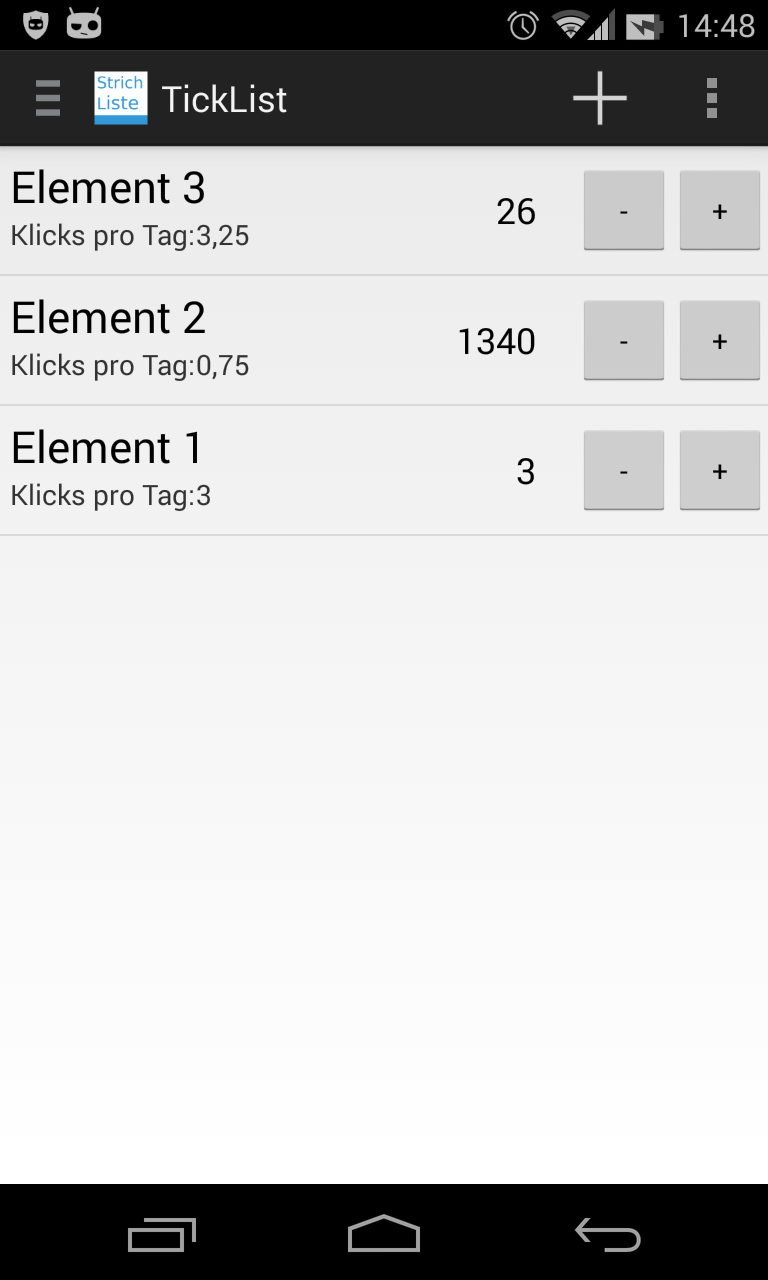 14:48
Strich
Liste
TickList
Element 3
Klicks pro Tag:3,25
26
-
+
Element 2
Klicks pro Tag:0,75
1340
-
+
Element 1
Klicks pro Tag:3
3
-
+